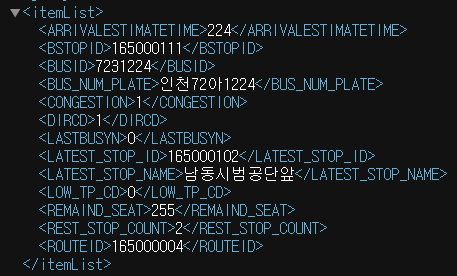 ▼<itemList>
<ARRIVALESTIMATETIME>224</ARRIVALESTIMATETIME>
<BSTOPID>165000111</BSTOPID>
<BUSID>7231224</BUSID>
<BUS_NUM_PLATE>인천72아1224</BUS_NUM_PLATE>
<CONGESTION>1</CONGESTION>
<DIRCD>1</DIRCD>
<LASTBUSYN>0</LASTBUSYN>
<LATEST_STOP_ID>165000102</LATEST_STOP_ID>
<LATEST_STOP_NAME>남동시범공단앞</LATEST_STOP_NAME>
<LOW_TP_CD>0</LOW_TP_CD>
<REMAIND_SEAT>255</REMAIND_SEAT>
<REST_STOP_COUNT>2</REST_STOP_COUNT>
<ROUTEID>165000004</ROUTEID>
</itemList>